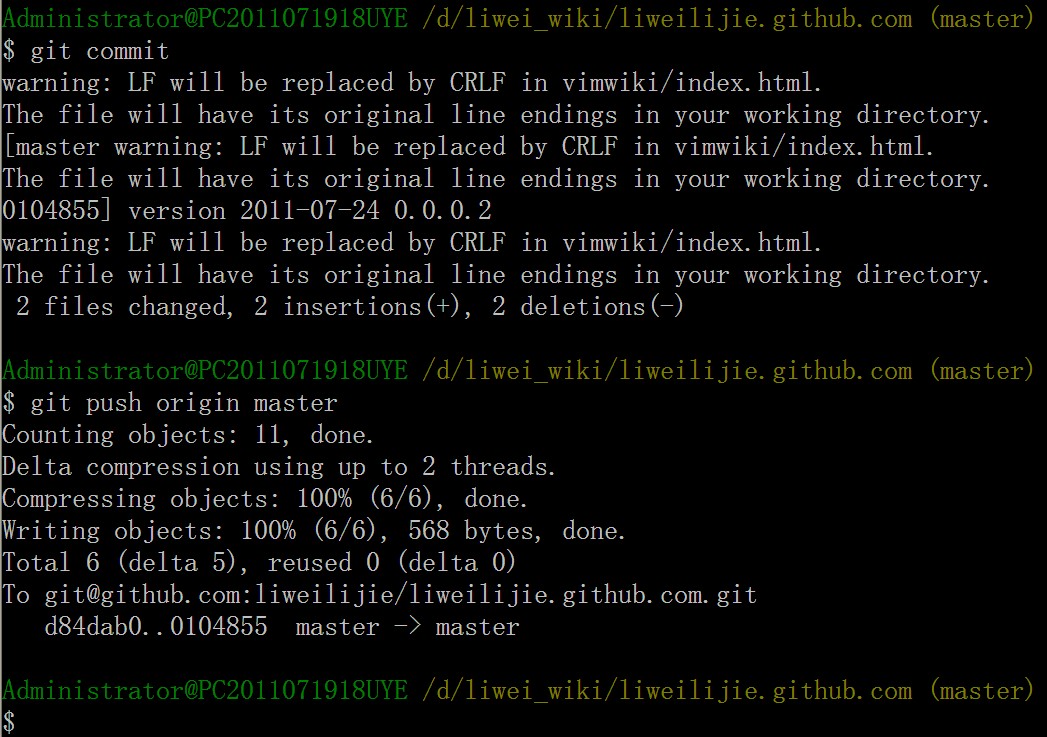 Administrator@PC2011071918UYE /d/liwei_wiki/liweilijie.github.com (master)
$ git commit
warning: LF will be replaced by CRLF in vimwiki/index.html.
The file will have its original line endings in your working directory.
[master warning: LF will be replaced by CRLF in vimwiki/index.html.
The file will have its original line endings in your working directory.
0104855] version 2011-07-24 0.0.0.2
warning: LF will be replaced by CRLF in vimwiki/index.html.
The file will have its original line endings in your working directory.
 2 files changed, 2 insertions(+), 2 deletions(-)

Administrator@PC2011071918UYE /d/liwei_wiki/liweilijie.github.com (master)
$ git push origin master
Counting objects: 11, done.
Delta compression using up to 2 threads.
Compressing objects: 100% (6/6), done.
Writing objects: 100% (6/6), 568 bytes, done.
Total 6 (delta 5), reused 0 (delta 0)
To git@github.com:liweilijie/liweilijie.github.com.git
   d84dab0..0104855  master -> master

Administrator@PC2011071918UYE /d/liwei_wiki/liweilijie.github.com (master)
$